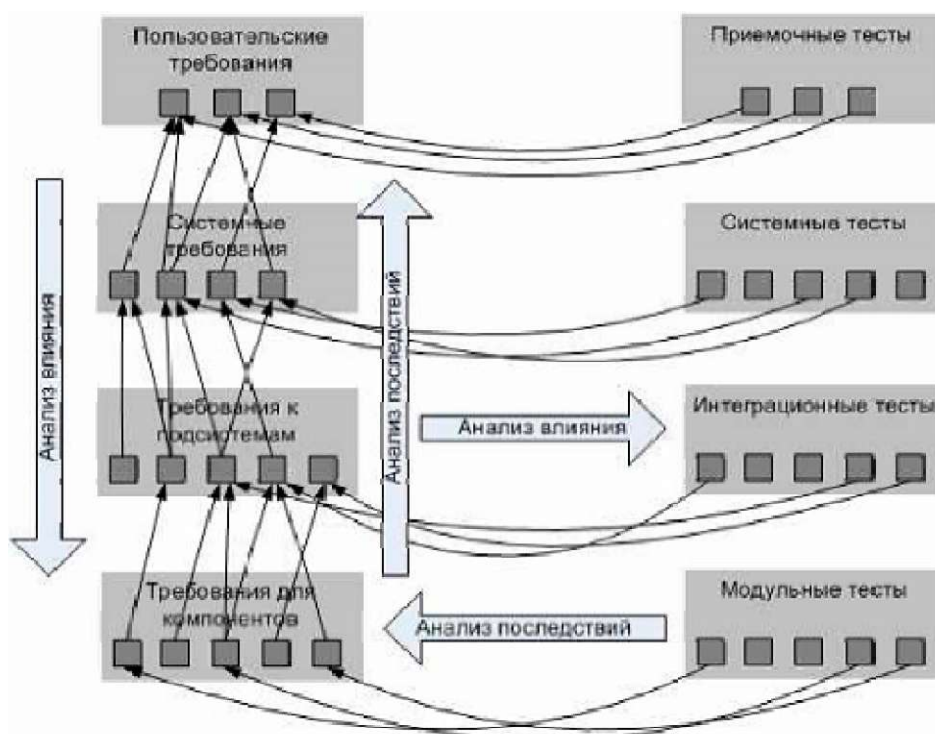 Пользовательские
требования
Приемочные тесты
Системные
требования
Системные тесты
Анализ влияния
Анализ последствий
Требования к
подсистемам
Анализ влияния
Интеграционные тесты
Требования для
компонентов
Анализ последствий
Модульные тесты